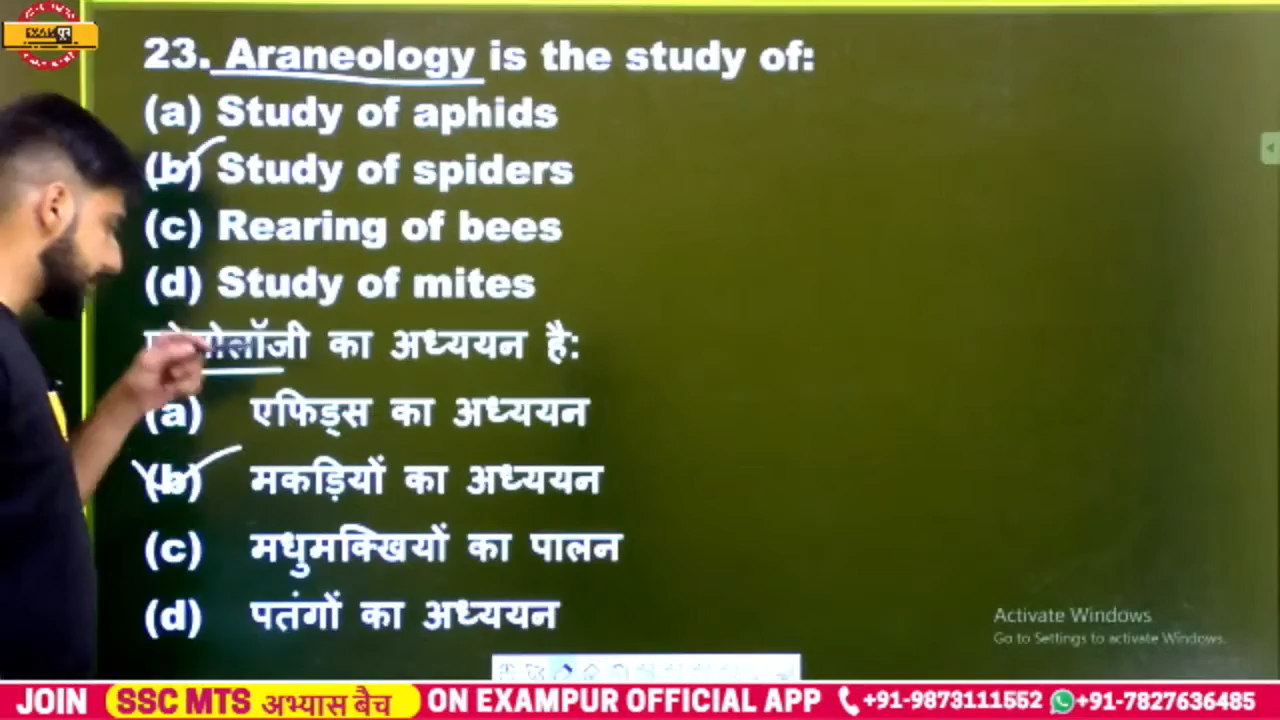 EXAM पुर
23. Araneology is the study of:
(a) Study of aphids
(b) Study of spiders
(c) Rearing of bees
(d) Study of mites
का अध्ययन है:
(a) एफिड्स का अध्ययन
(b) मकड़ियों का अध्ययन
(c) मधुमक्खियों का पालन
(d) पतंगों का अध्ययन
Activate Windows
Go to Settings to activate Windows.
JOIN SSC MTS अभ्यास बैच ON EXAMPUR OFFICIAL APP +91-9873111552 +91-7827636485